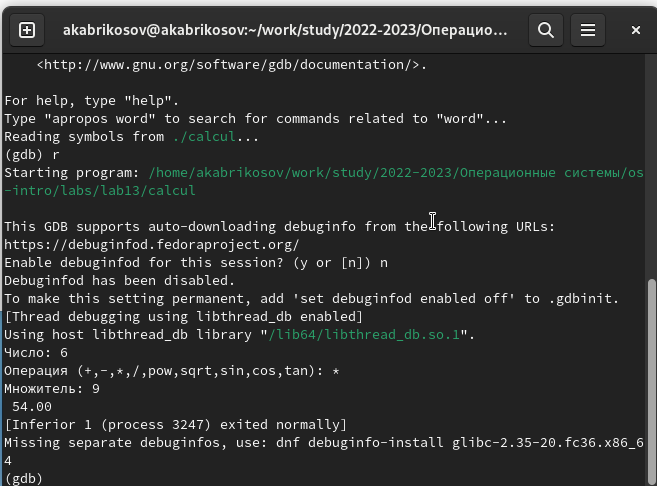 akabrikosov@akabrikosov:~/work/study/2022-2023/Операцио...
<http://www.gnu.org/software/gdb/documentation/>.
For help, type "help".
Type "apropos word" to search for commands related to "word"...
Reading symbols from ./calcul...
(gdb) r
Starting program: /home/akabrikosov/work/study/2022-2023/Операционные системы/os
-intro/labs/lab13/calcul
This GDB supports auto-downloading debuginfo from the following URLs:
https://debuginfod.fedoraproject.org/
Enable debuginfod for this session? (y or [n]) n
Debuginfod has been disabled.
To make this setting permanent, add 'set debuginfod enabled off' to .gdbinit.
[Thread debugging using libthread_db enabled]
Using host libthread_db library "/lib64/libthread_db.so.1".
Число: 6
Операция (+,-,*,/,pow,sqrt,sin,cos,tan): *
Множитель: 9
54.00
[Inferior 1 (process 3247) exited normally]
Missing separate debuginfos, use: dnf debuginfo-install glibc-2.35-20.fc36.x86_6
4
(gdb)